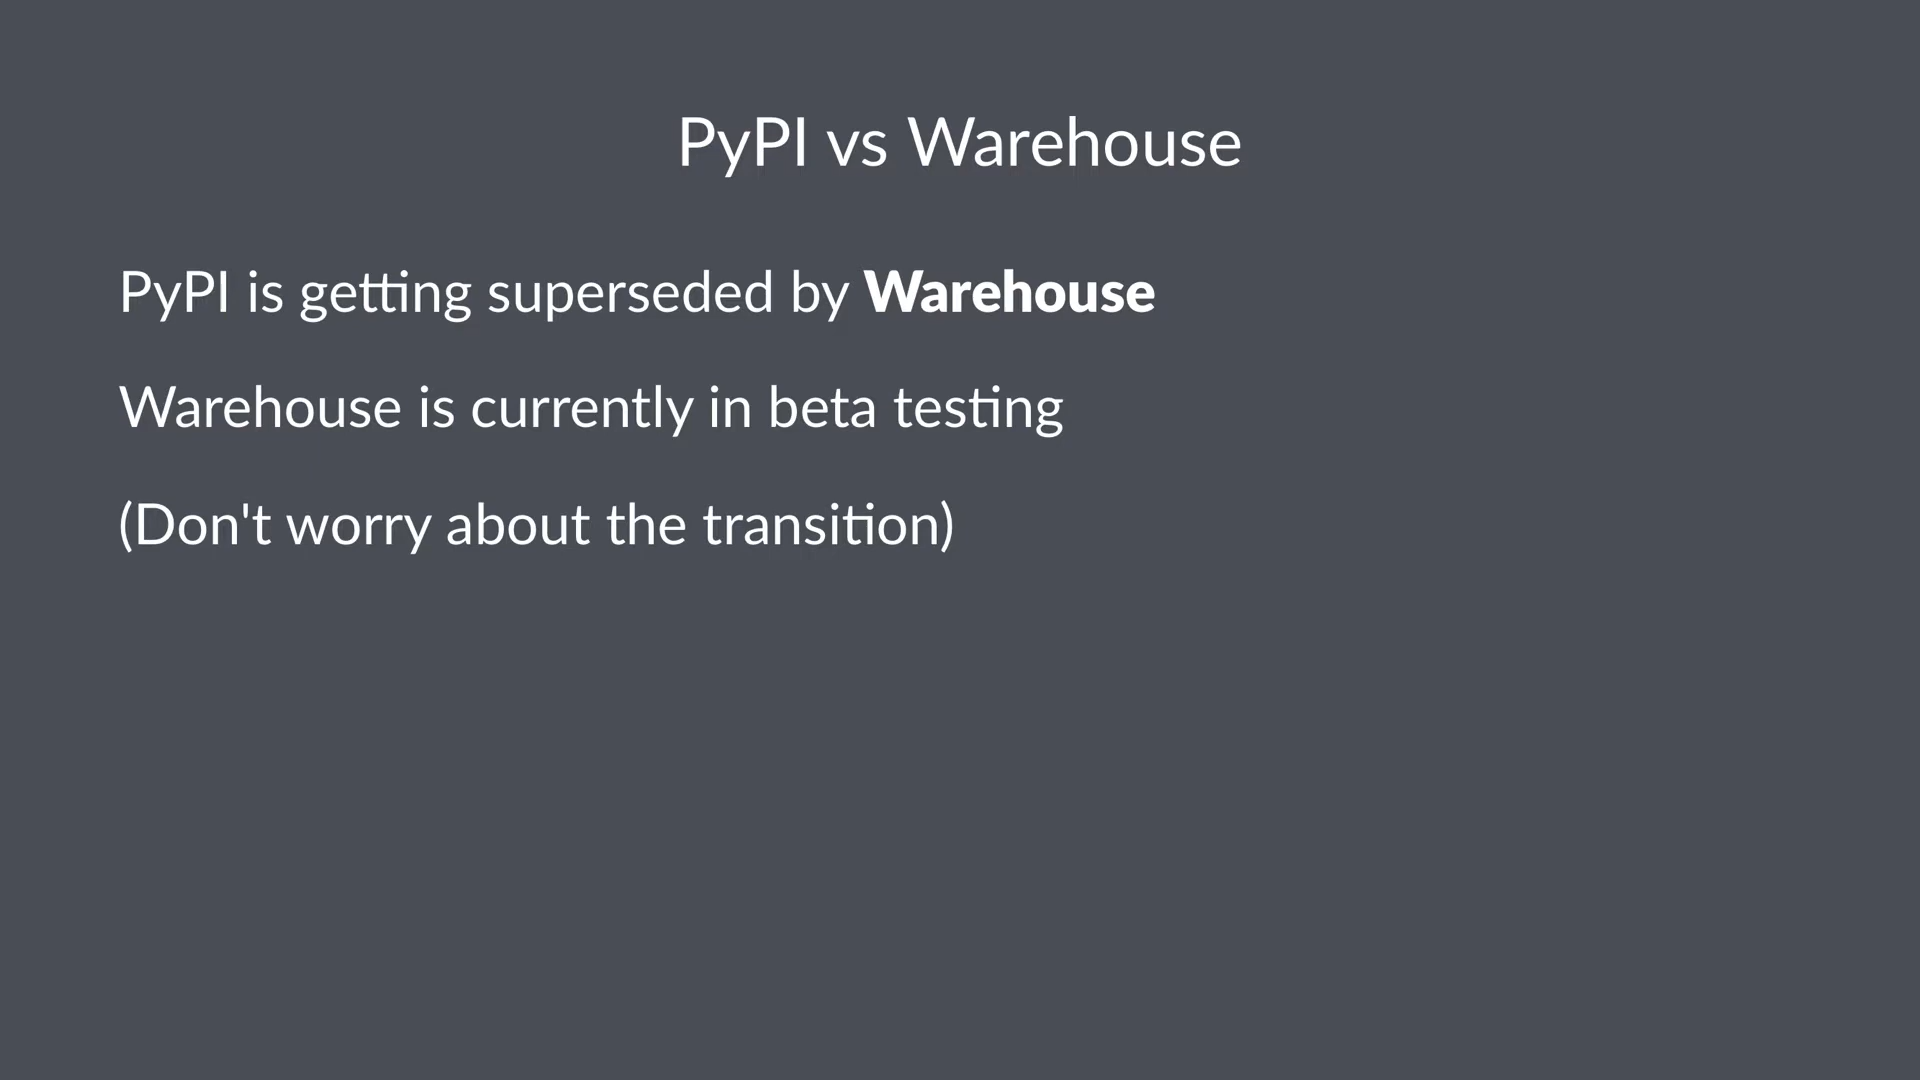 PyPI vs Warehouse
PyPI is getting superseded by Warehouse
Warehouse is currently in beta testing
(Don't worry about the transition)